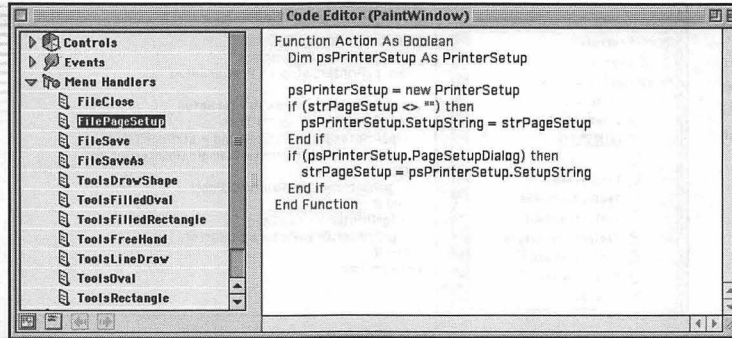 Code Editor (PaintWindow)
Controls
Events
Menu Handlers
FileClose
FilePageSetup
FileSave
FileSaveAs
ToolsDrawShape
ToolsFilledOval
ToolsFilledRectangle
ToolsFreeHand
ToolsLineDraw
ToolsOval
ToolsRectangle
Function Action As Boolean
Dim psPrinterSetup As PrinterSetup
psPrinterSetup = new PrinterSetup
if (strPageSetup <> "") then
psPrinterSetup.SetupString = strPageSetup
End if
if (psPrinterSetup.PageSetupDialog) then
strPageSetup = psPrinterSetup.SetupString
End if
End Function